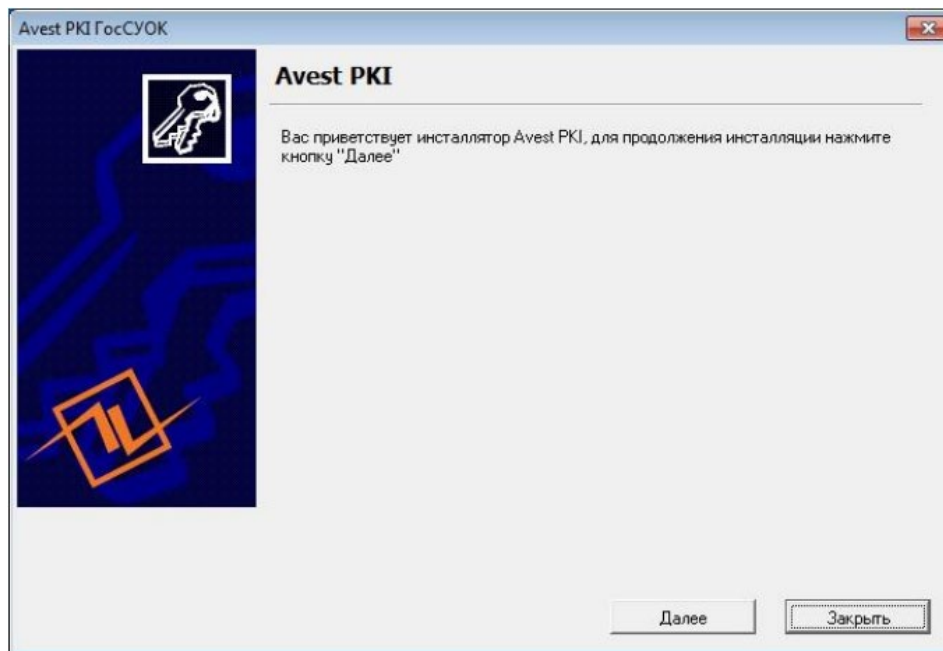 Avest PKI ГосСУОК
Avest PKI
Вас приветствует инсталлятор Avest PKI, для продолжения инсталляции нажмите
кнопку "Далее"
Далее
Закрыть